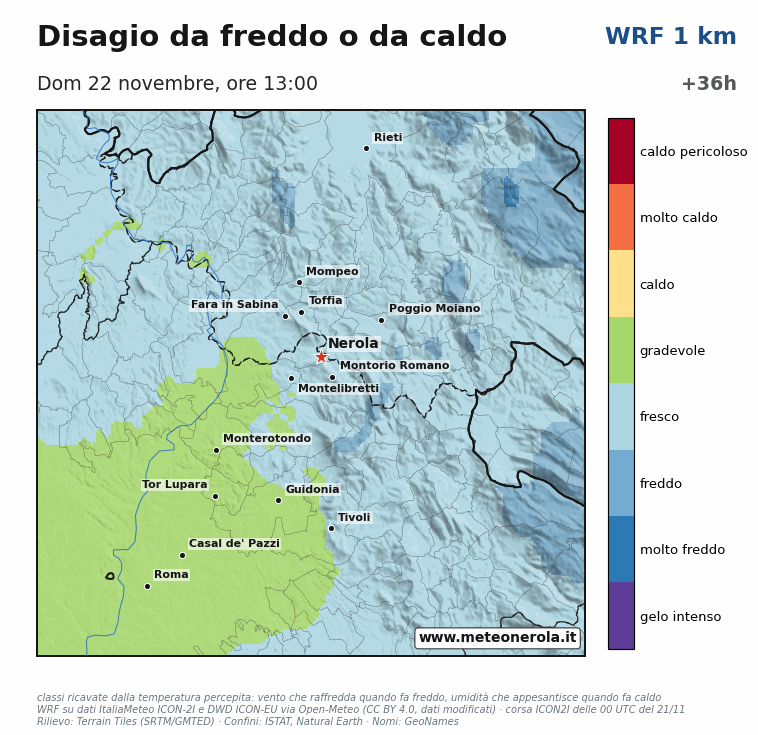 Disagio da freddo o da caldo
WRF 1 km
Dom 22 novembre, ore 13:00
+36h
Rieti
Mompeo
Toffia
Fara in Sabina
Poggio Moiano
Nerola
Montorio Romano
Montelibretti
Monterotondo
Tor Lupara
Guidonia
Tivoli
Casal de' Pazzi
Roma
www.meteonerola.it
caldo pericoloso
molto caldo
caldo
gradevole
fresco
freddo
molto freddo
gelo intenso
classi ricavate dalla temperatura percepita: vento che raffredda quando fa freddo, umidità che appesantisce quando fa caldo
WRF su dati ItaliaMeteo ICON-2I e DWD ICON-EU via Open-Meteo (CC BY 4.0, dati modificati) · corsa ICON2I delle 00 UTC del 21/11
Rilievo: Terrain Tiles (SRTM/GMTED) · Confini: ISTAT, Natural Earth · Nomi: GeoNames